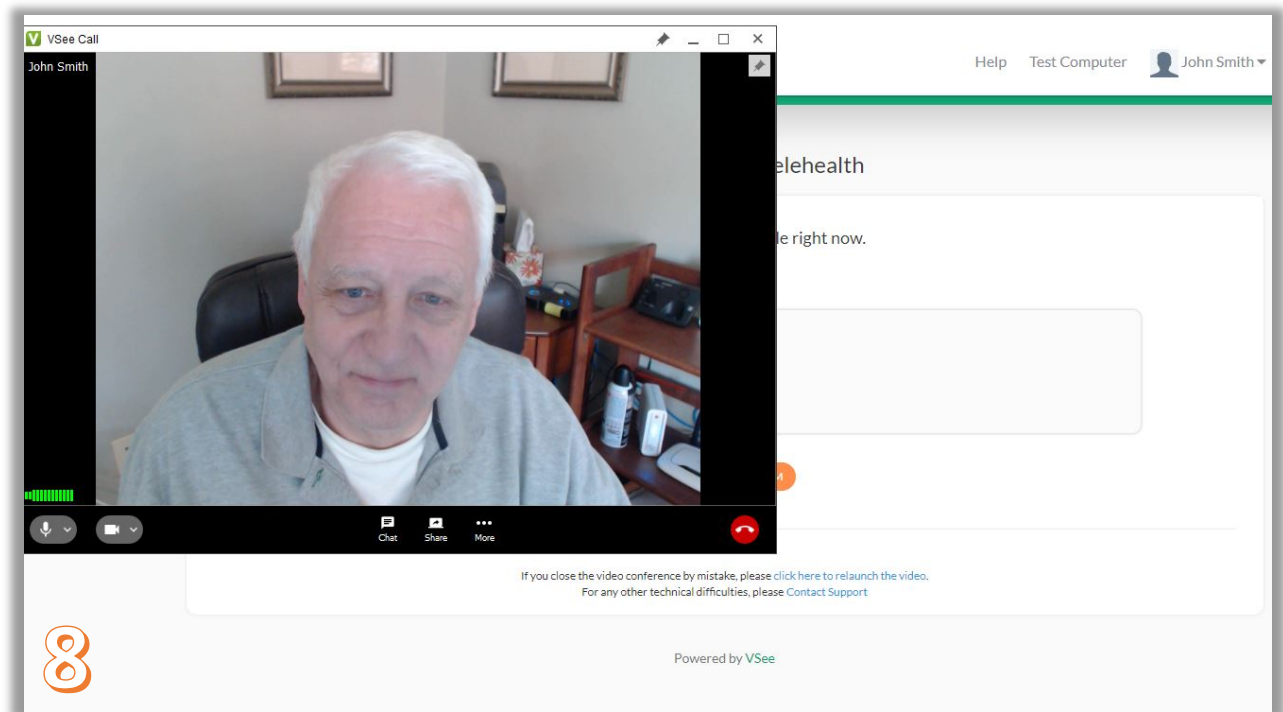 VSee Call
John Smith
Help Test Computer John Smith
elehealth
le right now.
M
Chat Share More
If you close the video conference by mistake, please click here to relaunch the video.
For any other technical difficulties, please Contact Support
8
Powered by VSee